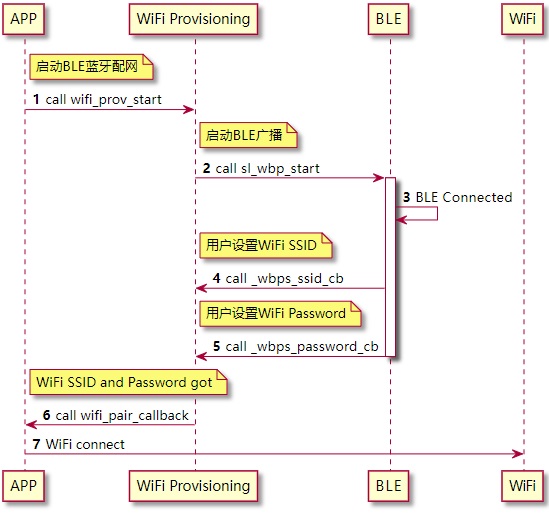 APP WiFi Provisioning BLE WiFi
启动BLE蓝牙配网
1 call wifi_prov_start
启动BLE广播
2 call sl_wbp_start
3 BLE Connected
用户设置WiFi SSID
4 call _wbps_ssid_cb
用户设置WiFi Password
5 call _wbps_password_cb
WiFi SSID and Password got
6 call wifi_pair_callback
7 WiFi connect
APP WiFi Provisioning BLE WiFi